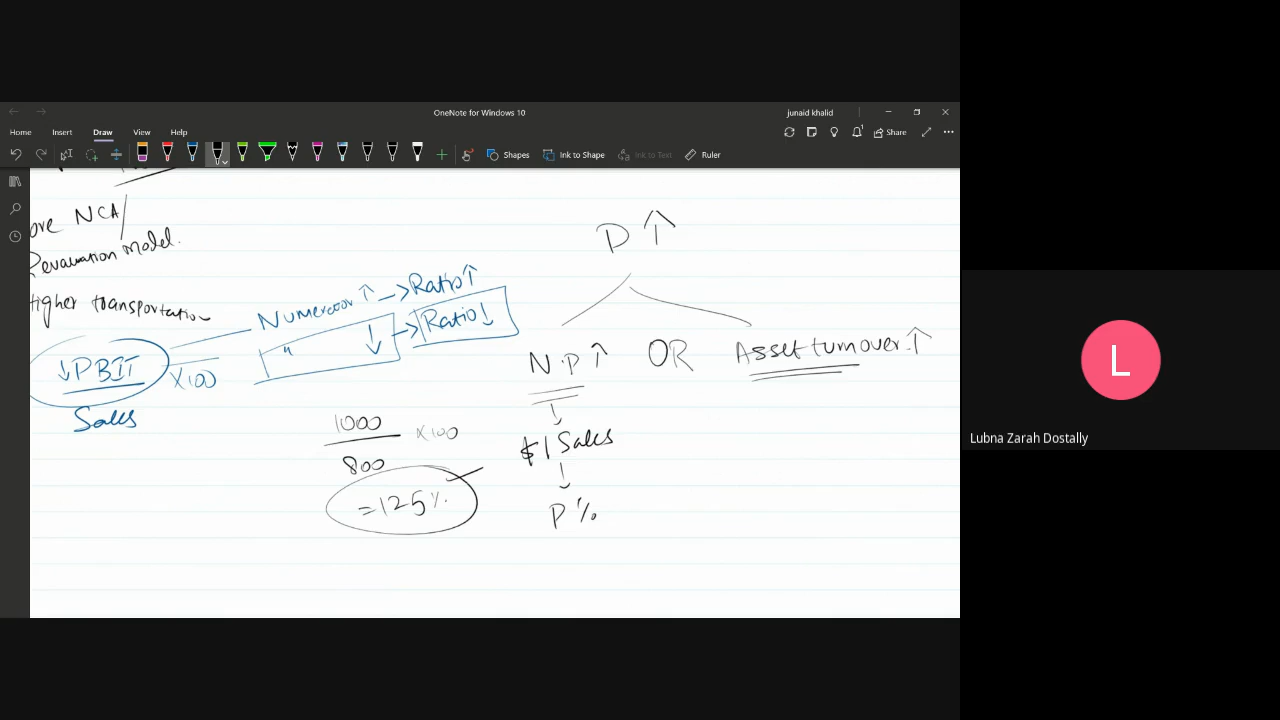 OneNote for Windows 10
junaid khalid
Home Insert Draw View Help
Share
Shapes Ink to Shape Ink to Text Ruler
ove NCA/
Revaluation model.
Higher transportation
↓PBIT
X100
Sales
Numerator ↑ → Ratio↑
" ↓ → Ratio↓
1000
X100
800
=125%
P ↑
N.P ↑ OR Asset turnover.↑
↓
$1 Sales
↓
P %
L
Lubna Zarah Dostally